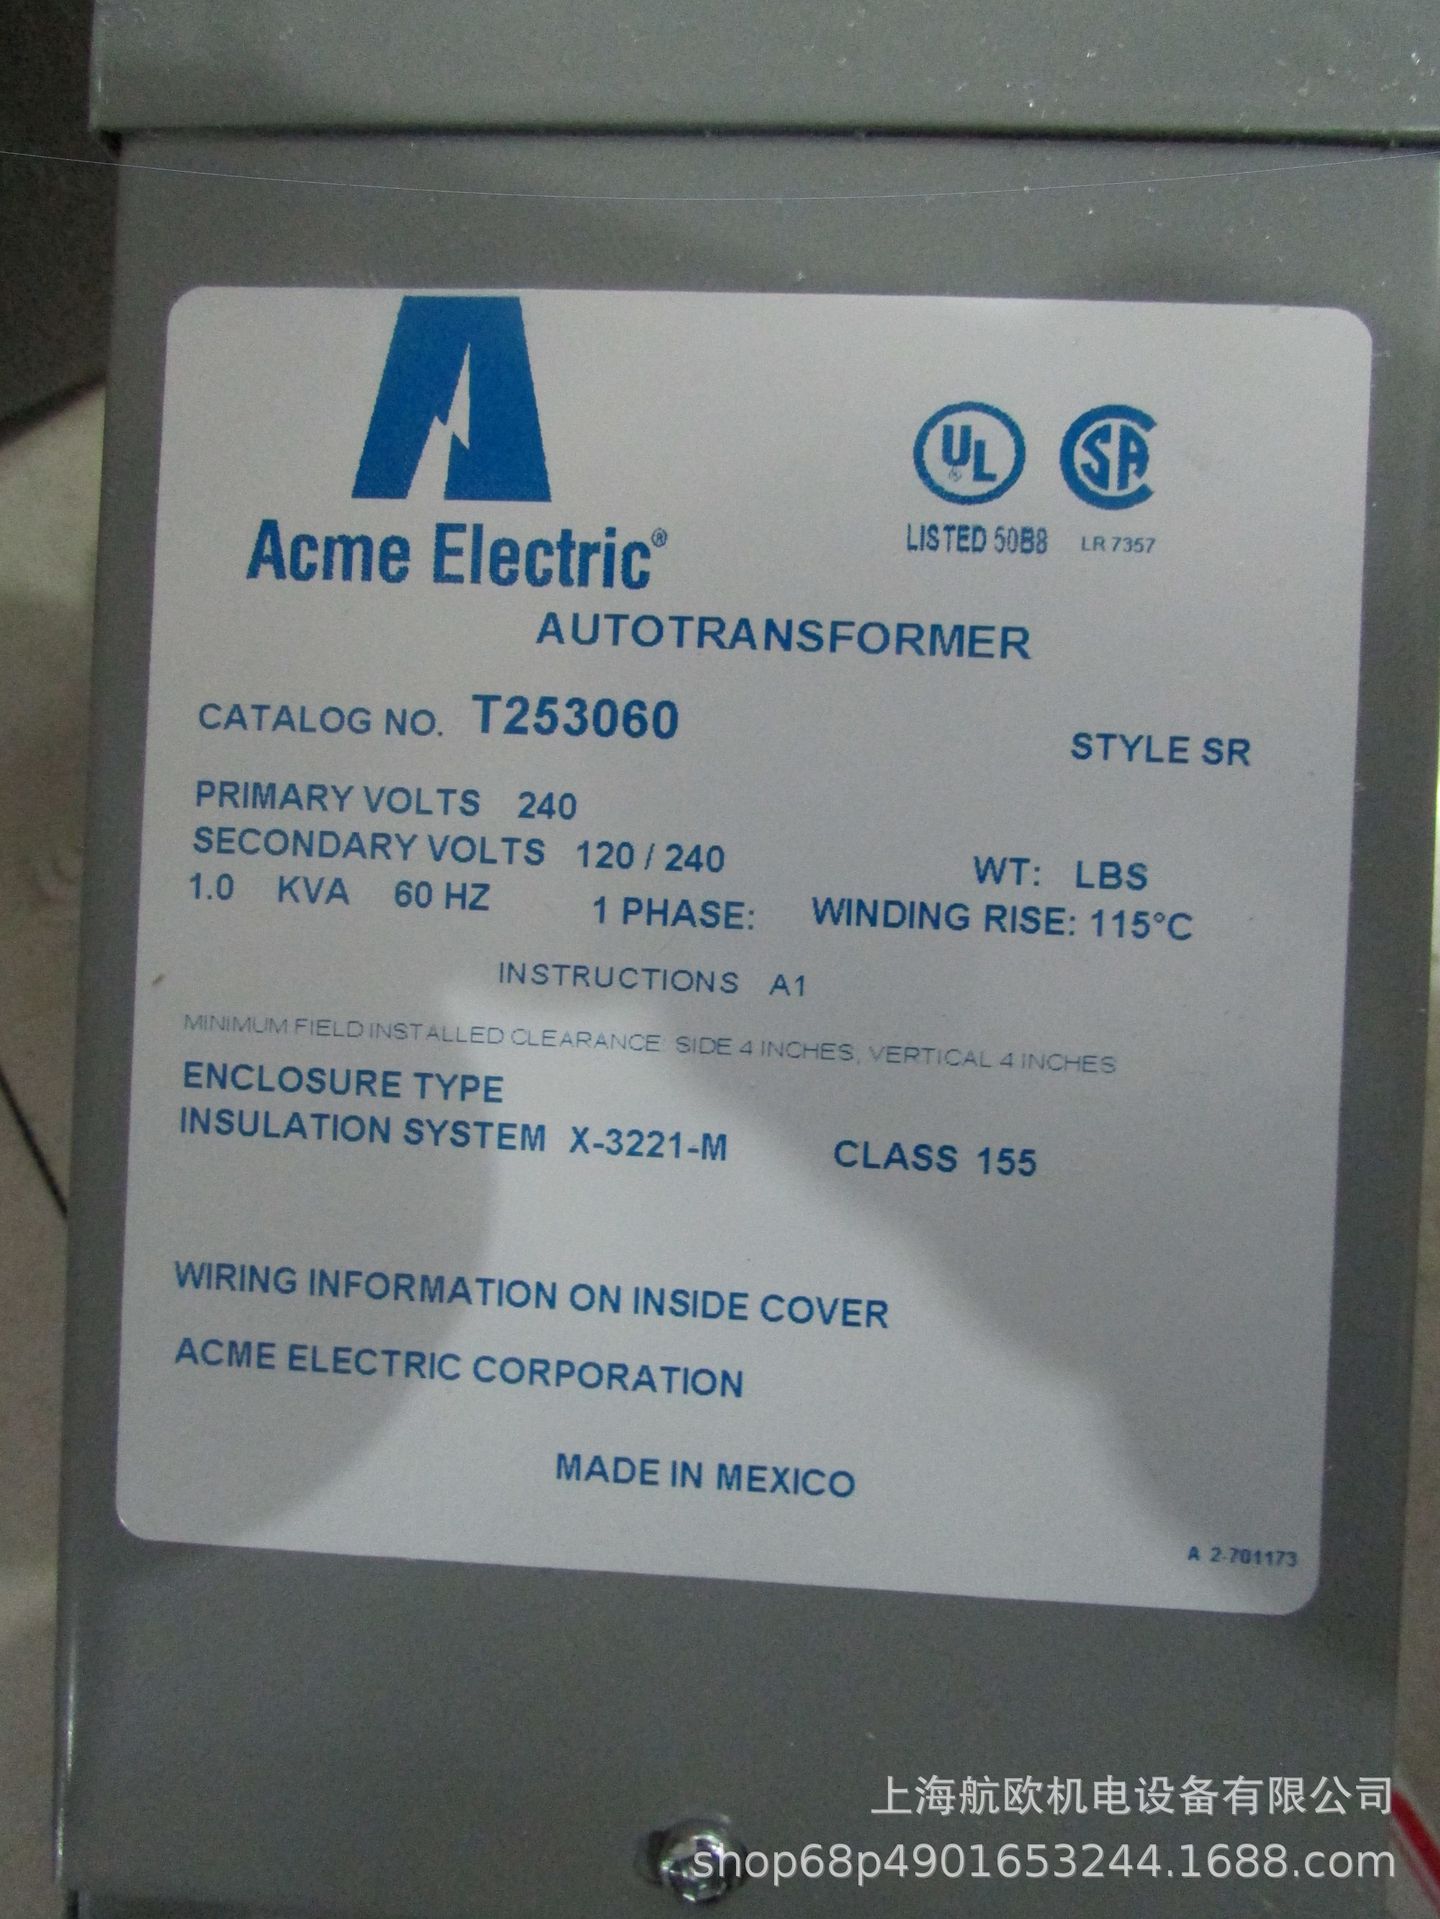 UL SA
LISTED 50B8 LR 7357
Acme Electric®
AUTOTRANSFORMER
CATALOG NO. T253060
STYLE SR
PRIMARY VOLTS 240
SECONDARY VOLTS 120 / 240 WT: LBS
1.0 KVA 60 HZ 1 PHASE: WINDING RISE: 115°C
INSTRUCTIONS A1
MINIMUM FIELD INSTALLED CLEARANCE: SIDE 4 INCHES, VERTICAL 4 INCHES
ENCLOSURE TYPE
INSULATION SYSTEM X-3221-M CLASS 155
WIRING INFORMATION ON INSIDE COVER
ACME ELECTRIC CORPORATION
MADE IN MEXICO
A 2-701173
上海航欧机电设备有限公司
shop68p4901653244.1688.com